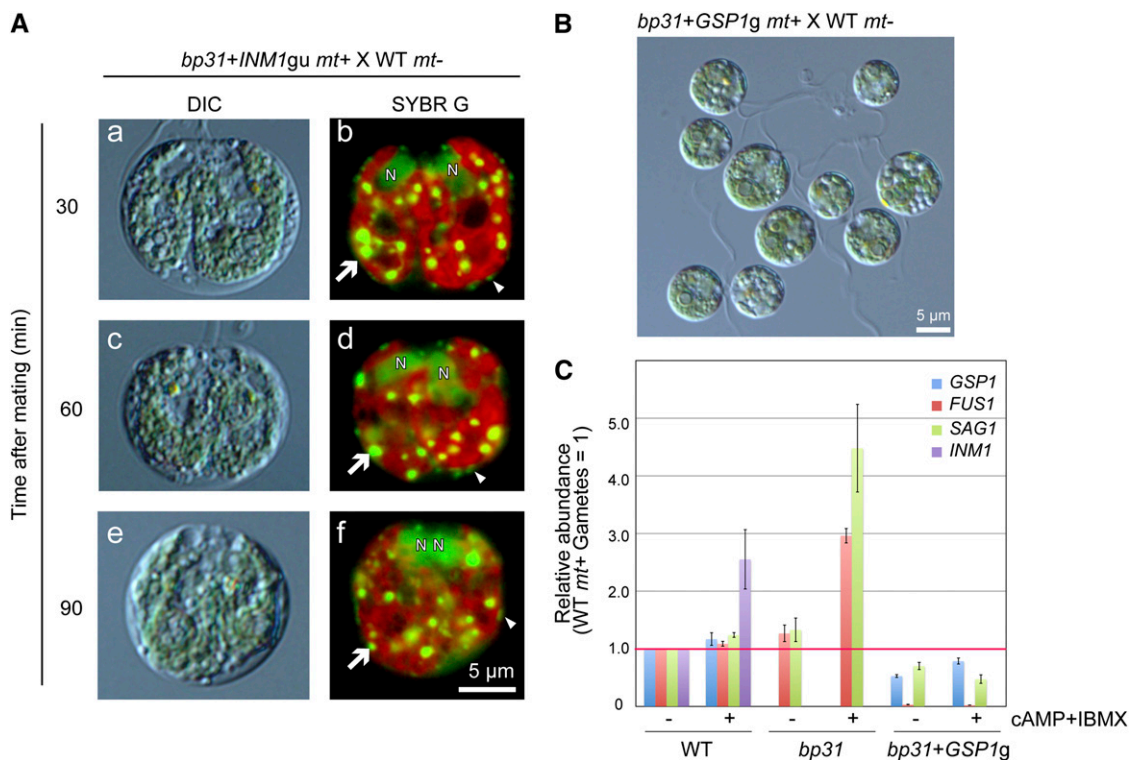 A
bp31+INM1gu mt+ X WT mt-
DIC
SYBR G
Time after mating (min)
30
a
b
N
N
60
c
d
N
N
90
e
f
N N
5 µm
B
bp31+GSP1g mt+ X WT mt-
5 µm
C
Relative abundance
(WT mt+ Gametes = 1)
5.0
4.0
3.0
2.0
1.0
0
GSP1
FUS1
SAG1
INM1
- + - + - + cAMP+IBMX
WT bp31 bp31+GSP1g